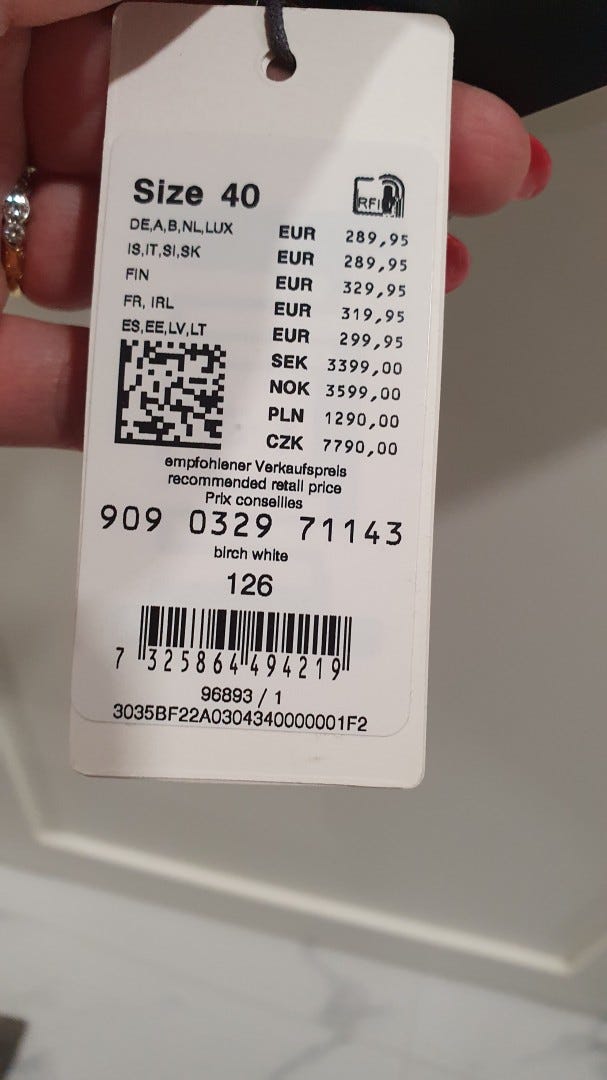 Size 40
RFID
DE,A,B,NL,LUX EUR 289,95
IS,IT,SI,SK EUR 289,95
FIN EUR 329,95
FR, IRL EUR 319,95
ES,EE,LV,LT EUR 299,95
SEK 3399,00
NOK 3599,00
PLN 1290,00
CZK 7790,00
empfohlener Verkaufspreis
recommended retail price
Prix conseilles
909 0329 71143
birch white
126
7 325864 494219
96893 / 1
3035BF22A0304340000001F2